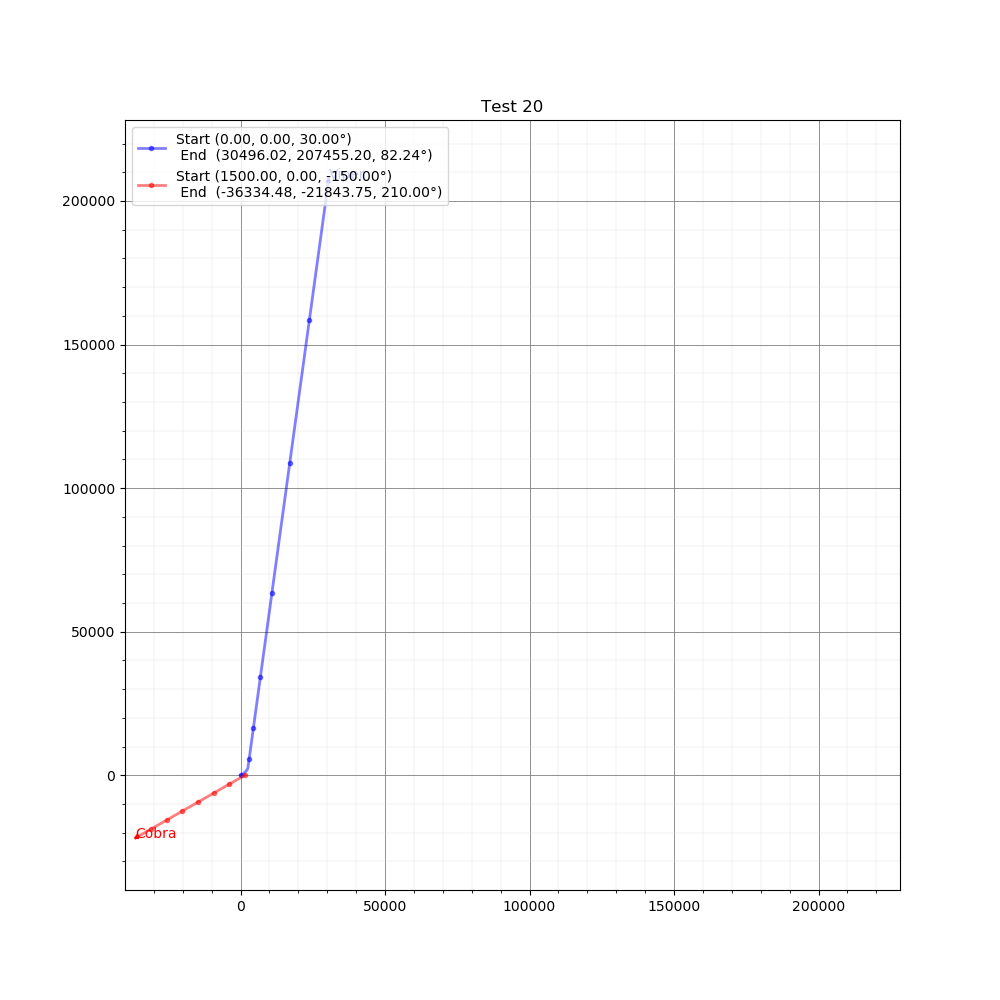 Test 20
Start (0.00, 0.00, 30.00°)
End (30496.02, 207455.20, 82.24°)
Start (1500.00, 0.00, -150.00°)
End (-36334.48, -21843.75, 210.00°)
200000
150000
100000
50000
0
Cobra
0 50000 100000 150000 200000